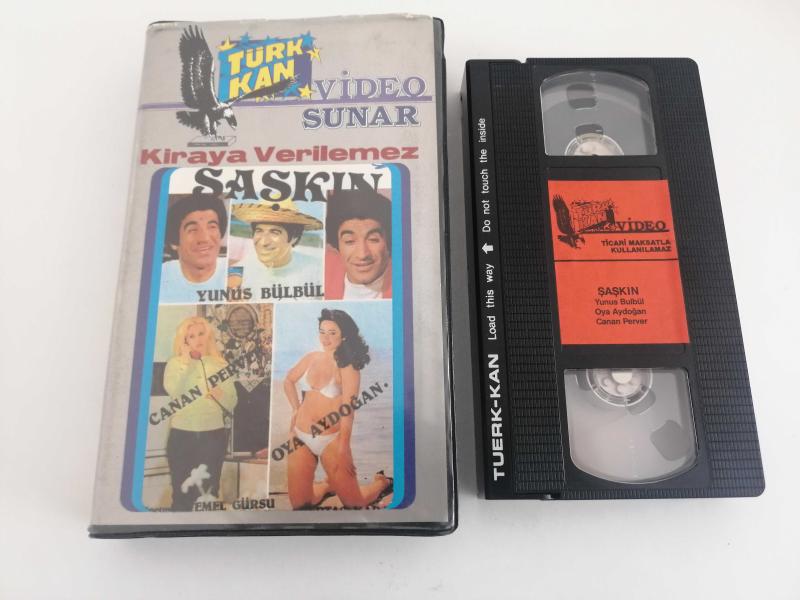 TÜRK
KAN
VİDEO
SUNAR
Kiraya Verilemez
ŞAŞKIN
YUNUS BÜLBÜL
CANAN PERVER
OYA AYDOĞAN.
TEMEL GÜRSU
TUERK-KAN
Load this way
Do not touch the inside
VİDEO
TİCARİ MAKSATLA
KULLANILAMAZ
ŞAŞKIN
Yunus Bulbül
Oya Aydoğan
Canan Perver